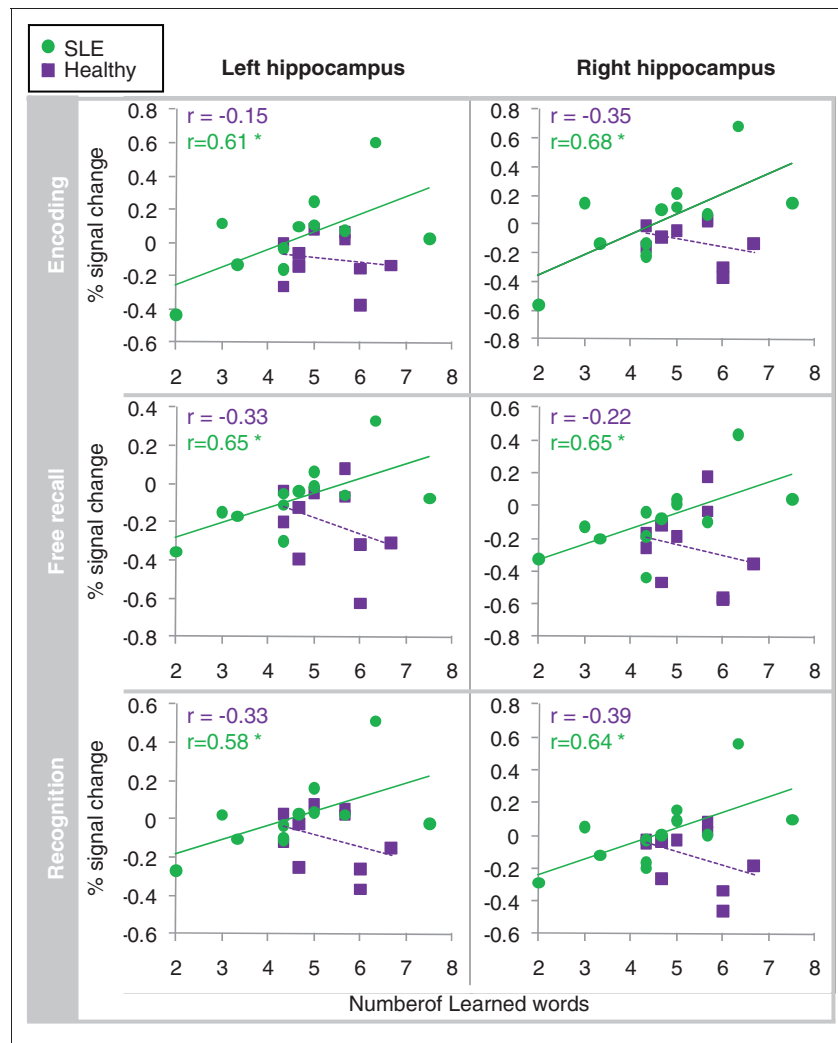 SLE
Healthy
Left hippocampus
Right hippocampus
Encoding
% signal change
0.8
0.6
0.4
0.2
0
-0.2
-0.4
-0.6
r = -0.15
r=0.61 *
2 3 4 5 6 7 8
0.8
0.6
0.4
0.2
0
-0.2
-0.4
-0.6
-0.8
r = -0.35
r=0.68 *
2 3 4 5 6 7 8
Free recall
% signal change
0.4
0.2
0
-0.2
-0.4
-0.6
-0.8
r = -0.33
r=0.65 *
2 3 4 5 6 7 8
0.6
0.4
0.2
0
-0.2
-0.4
-0.6
-0.8
r = -0.22
r=0.65 *
2 3 4 5 6 7 8
Recognition
% signal change
0.6
0.4
0.2
0
-0.2
-0.4
-0.6
r = -0.33
r=0.58 *
2 3 4 5 6 7 8
0.8
0.6
0.4
0.2
0
-0.2
-0.4
-0.6
r = -0.39
r=0.64 *
2 3 4 5 6 7 8
Numberof Learned words